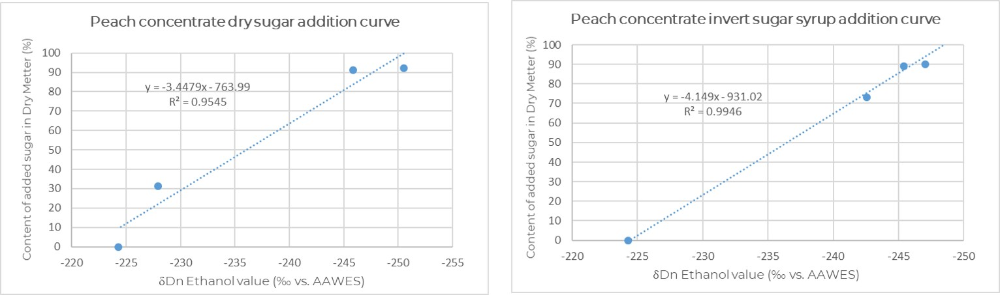 Peach concentrate dry sugar addition curve
Content of added sugar in Dry Metter (%)
100
90
80
70
60
50
40
30
20
10
0
y = -3.4479x - 763.99
R² = 0.9545
-220 -225 -230 -235 -240 -245 -250 -255
δDn Ethanol value (‰ vs. AAWES)
Peach concentrate invert sugar syrup addition curve
Content of added sugar in Dry Metter (%)
100
90
80
70
60
50
40
30
20
10
0
y = -4.149x - 931.02
R² = 0.9946
-220 -225 -230 -235 -240 -245 -250
δDn Ethanol value (‰ vs. AAWES)